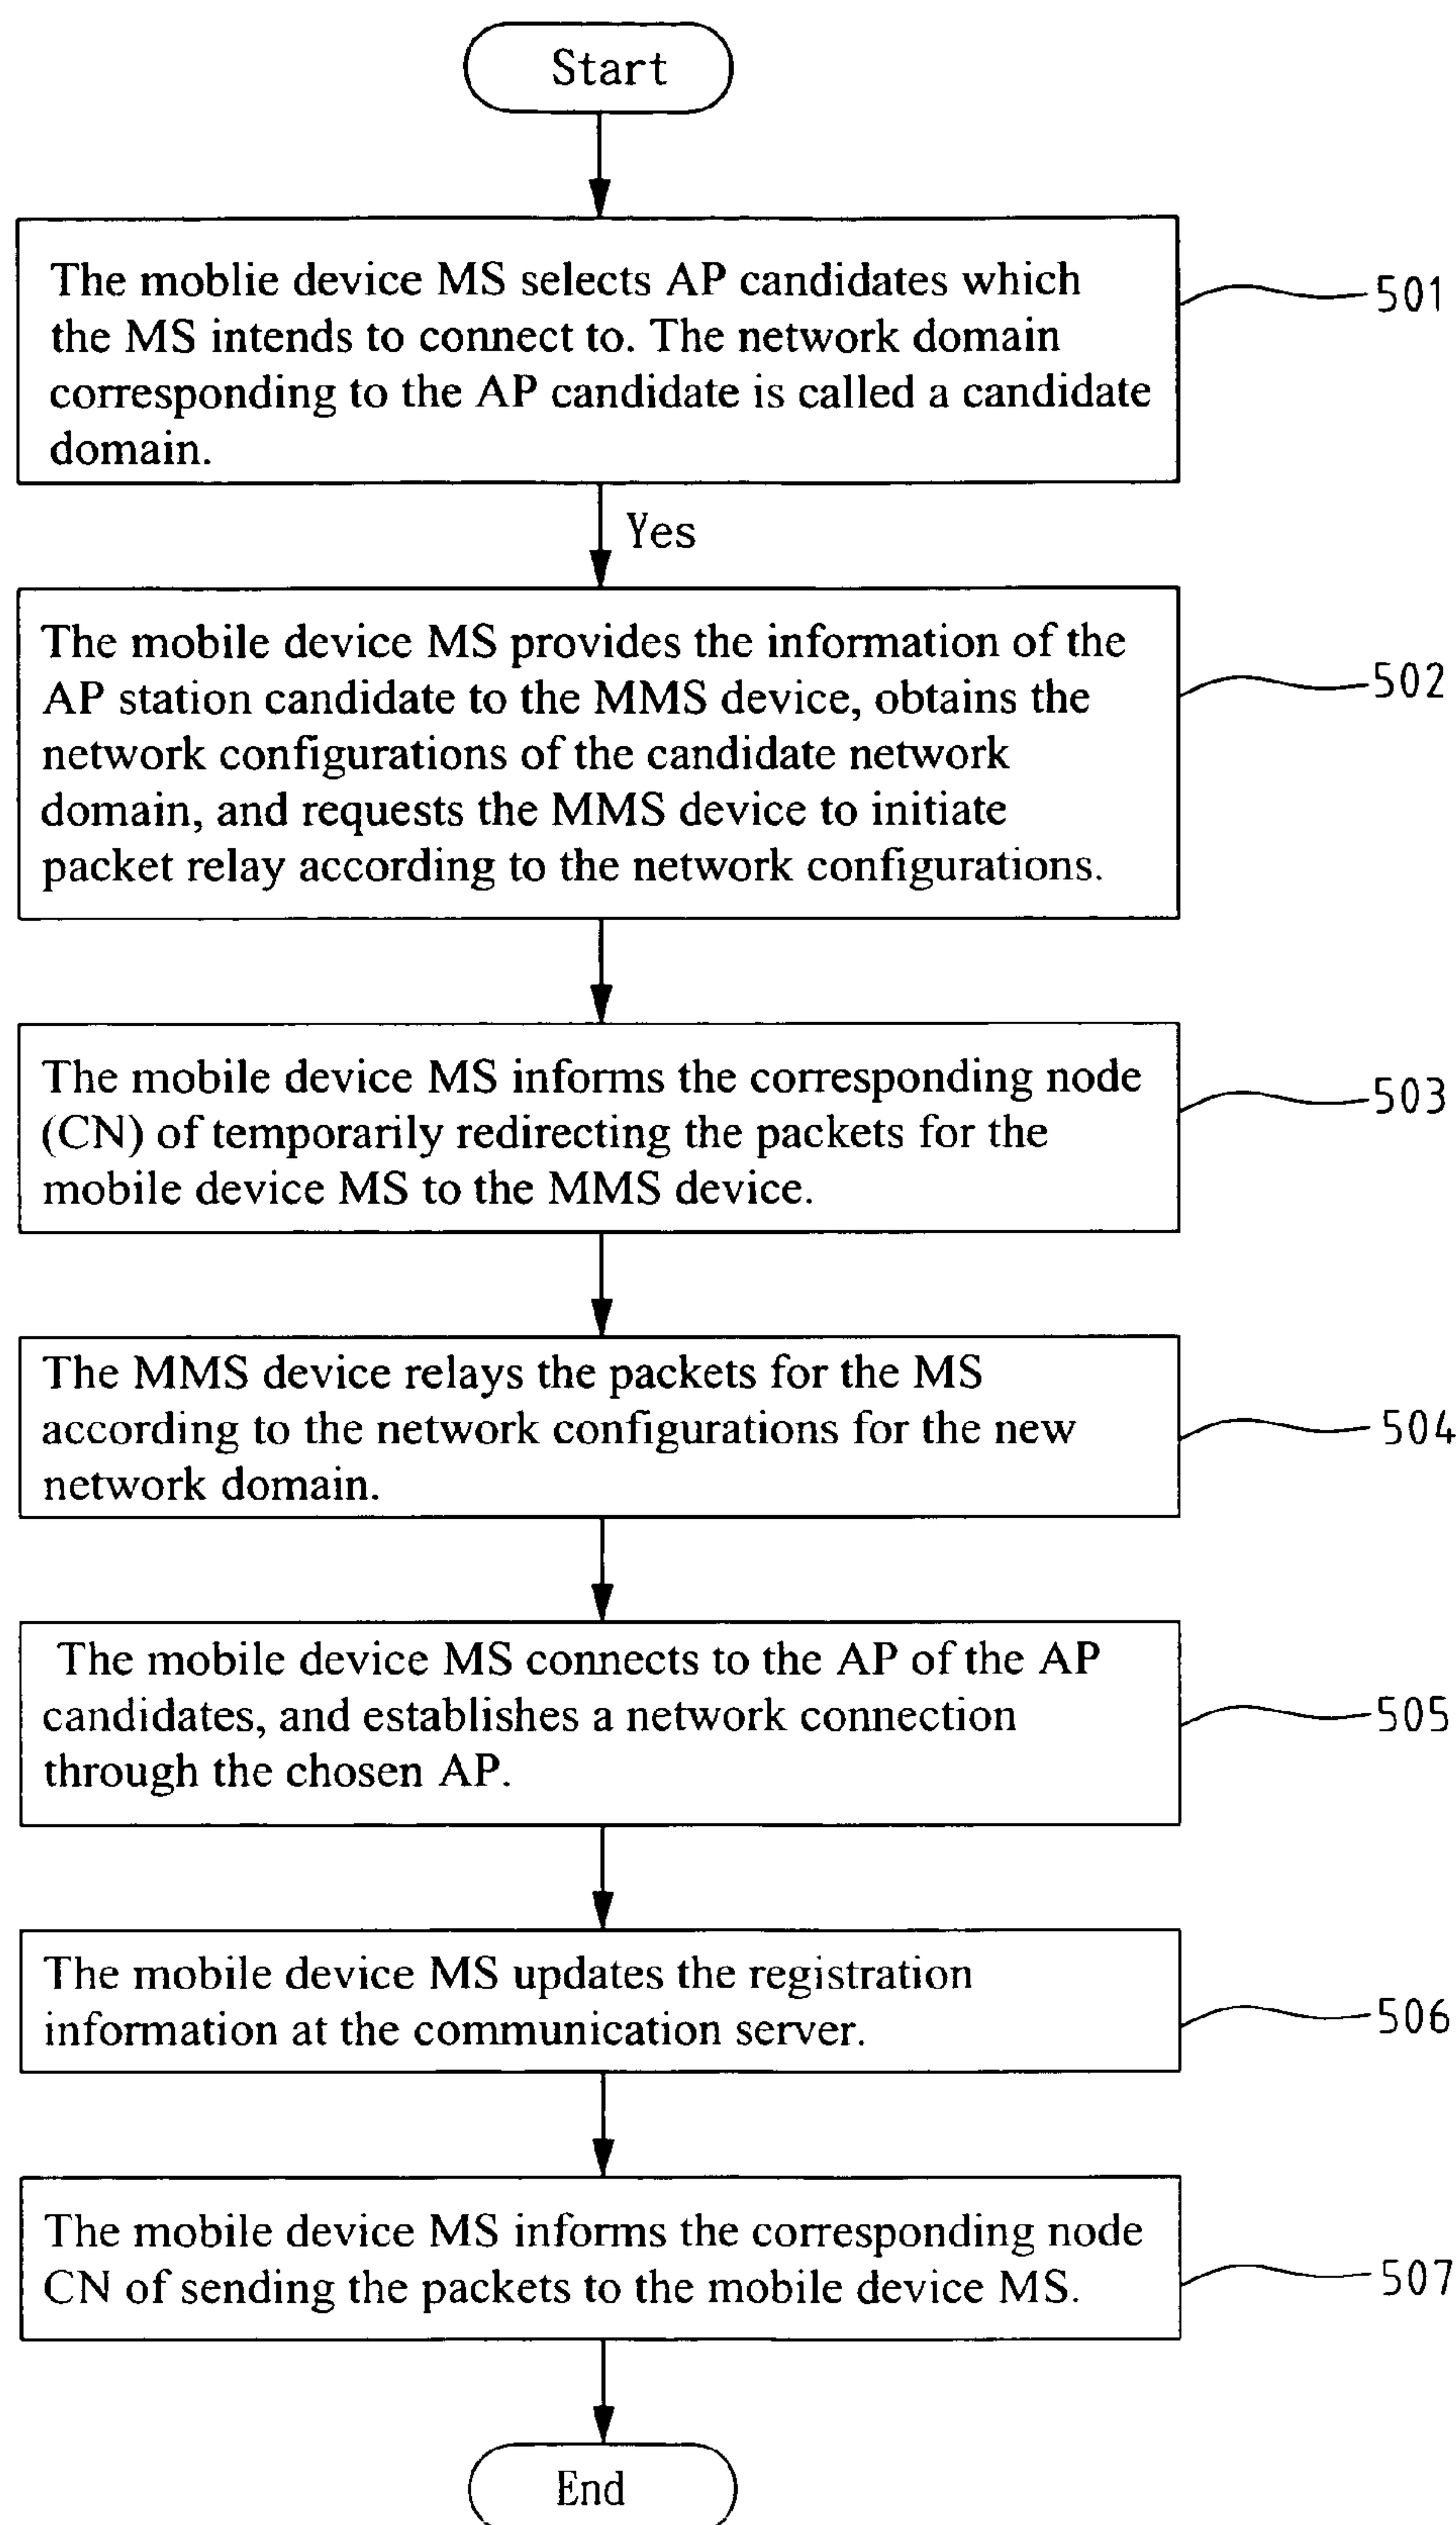 Start
The moblie device MS selects AP candidates which
the MS intends to connect to. The network domain
corresponding to the AP candidate is called a candidate
domain.
501
Yes
The mobile device MS provides the information of the
AP station candidate to the MMS device, obtains the
network configurations of the candidate network
domain, and requests the MMS device to initiate
packet relay according to the network configurations.
502
The mobile device MS informs the corresponding node
(CN) of temporarily redirecting the packets for the
mobile device MS to the MMS device.
503
The MMS device relays the packets for the MS
according to the network configurations for the new
network domain.
504
The mobile device MS connects to the AP of the AP
candidates, and establishes a network connection
through the chosen AP.
505
The mobile device MS updates the registration
information at the communication server.
506
The mobile device MS informs the corresponding node
CN of sending the packets to the mobile device MS.
507
End